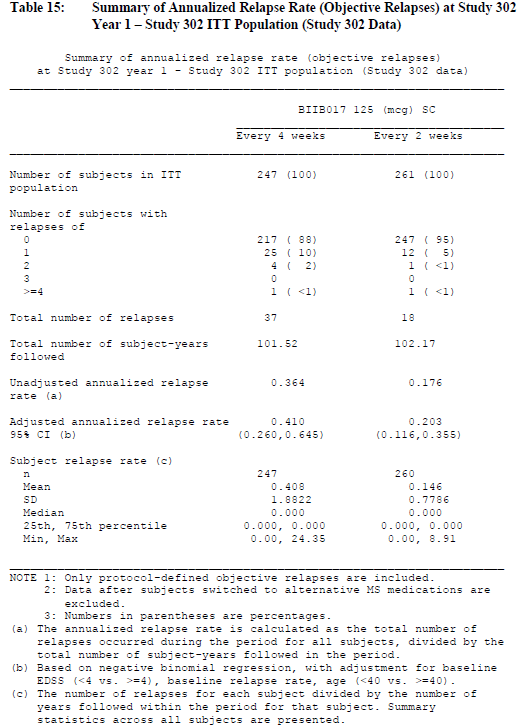 Table 15: Summary of Annualized Relapse Rate (Objective Relapses) at Study 302
Year 1 – Study 302 ITT Population (Study 302 Data)
Summary of annualized relapse rate (objective relapses)
at Study 302 year 1 - Study 302 ITT population (Study 302 data)
BIIB017 125 (mcg) SC
Every 4 weeks Every 2 weeks
Number of subjects in ITT 247 (100) 261 (100)
population
Number of subjects with
relapses of
0 217 ( 88) 247 ( 95)
1 25 ( 10) 12 ( 5)
2 4 ( 2) 1 ( <1)
3 0 0
>=4 1 ( <1) 1 ( <1)
Total number of relapses 37 18
Total number of subject-years 101.52 102.17
followed
Unadjusted annualized relapse 0.364 0.176
rate (a)
Adjusted annualized relapse rate 0.410 0.203
95% CI (b) (0.260,0.645) (0.116,0.355)
Subject relapse rate (c)
n 247 260
Mean 0.408 0.146
SD 1.8822 0.7786
Median 0.000 0.000
25th, 75th percentile 0.000, 0.000 0.000, 0.000
Min, Max 0.00, 24.35 0.00, 8.91
NOTE 1: Only protocol-defined objective relapses are included.
2: Data after subjects switched to alternative MS medications are
excluded.
3: Numbers in parentheses are percentages.
(a) The annualized relapse rate is calculated as the total number of
relapses occurred during the period for all subjects, divided by the
total number of subject-years followed in the period.
(b) Based on negative binomial regression, with adjustment for baseline
EDSS (<4 vs. >=4), baseline relapse rate, age (<40 vs. >=40).
(c) The number of relapses for each subject divided by the number of
years followed within the period for that subject. Summary
statistics across all subjects are presented.